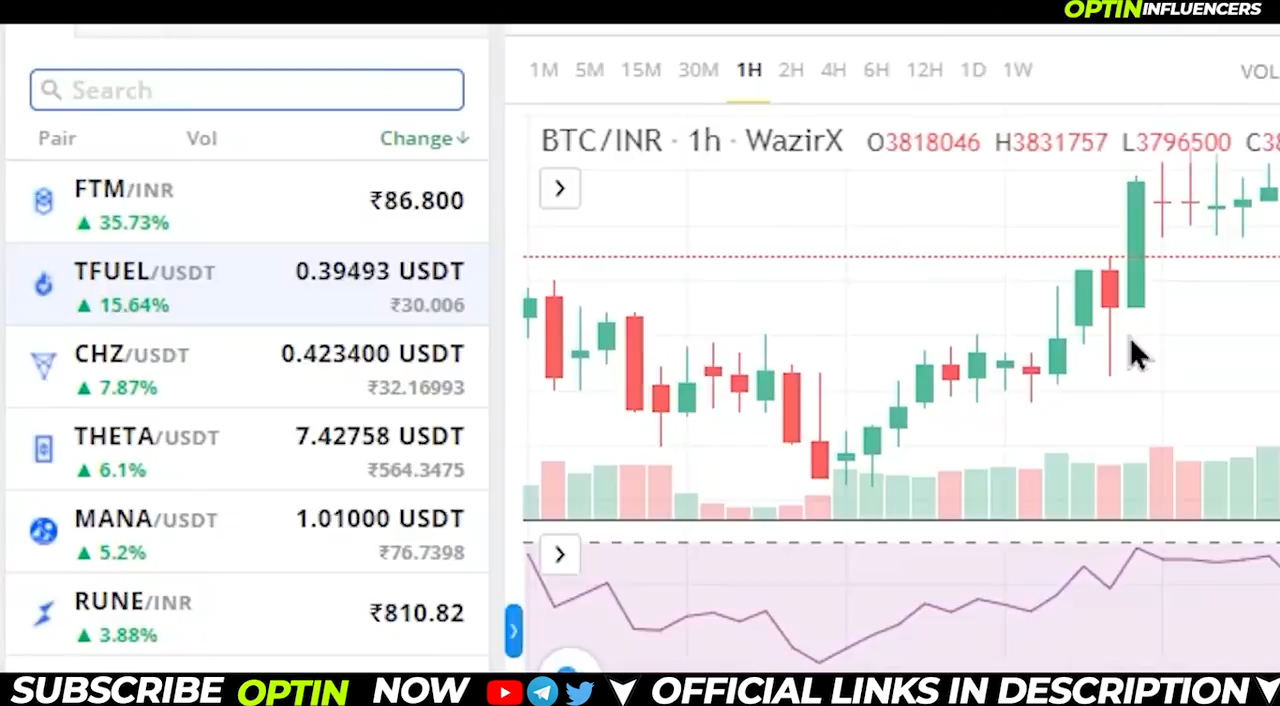 OPTIN INFLUENCERS
Search
1M 5M 15M 30M 1H 2H 4H 6H 12H 1D 1W
VOL
Pair Vol Change↓
BTC/INR · 1h · WazirX O3818046 H3831757 L3796500 C38
FTM/INR ₹86.800
▲ 35.73%
TFUEL/USDT 0.39493 USDT
▲ 15.64% ₹30.006
CHZ/USDT 0.423400 USDT
▲ 7.87% ₹32.16993
THETA/USDT 7.42758 USDT
▲ 6.1% ₹564.3475
MANA/USDT 1.01000 USDT
▲ 5.2% ₹76.7398
RUNE/INR ₹810.82
▲ 3.88%
SUBSCRIBE OPTIN NOW OFFICIAL LINKS IN DESCRIPTION